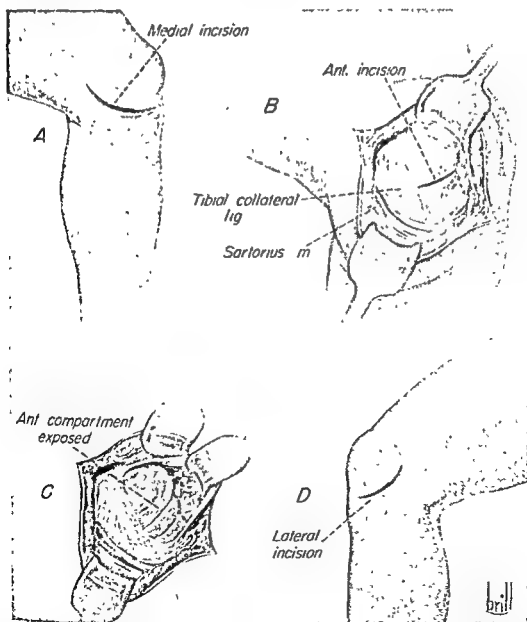 Medial incision
A
Ant. incision
B
Tibial collateral
lig
Sartorius m
Ant compartment
exposed
C
D
Lateral
incision
brill